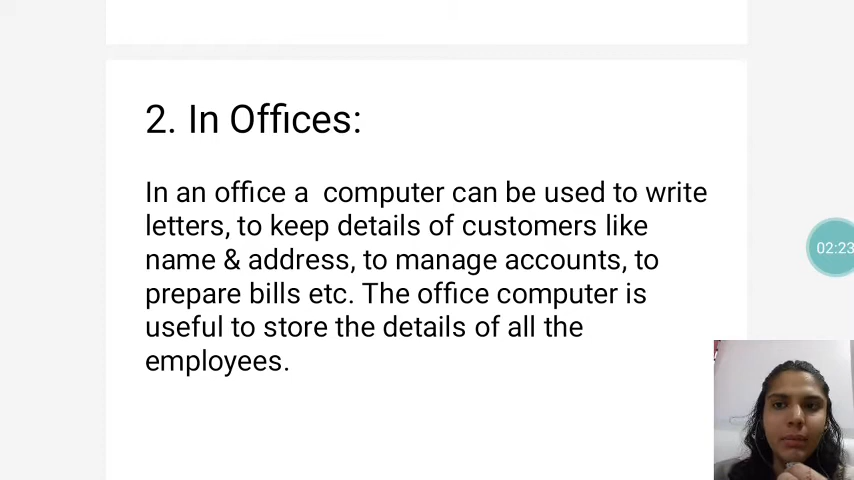 2. In Offices:
In an office a  computer can be used to write
letters, to keep details of customers like
name & address, to manage accounts, to
prepare bills etc. The office computer is
useful to store the details of all the
employees.
02:23